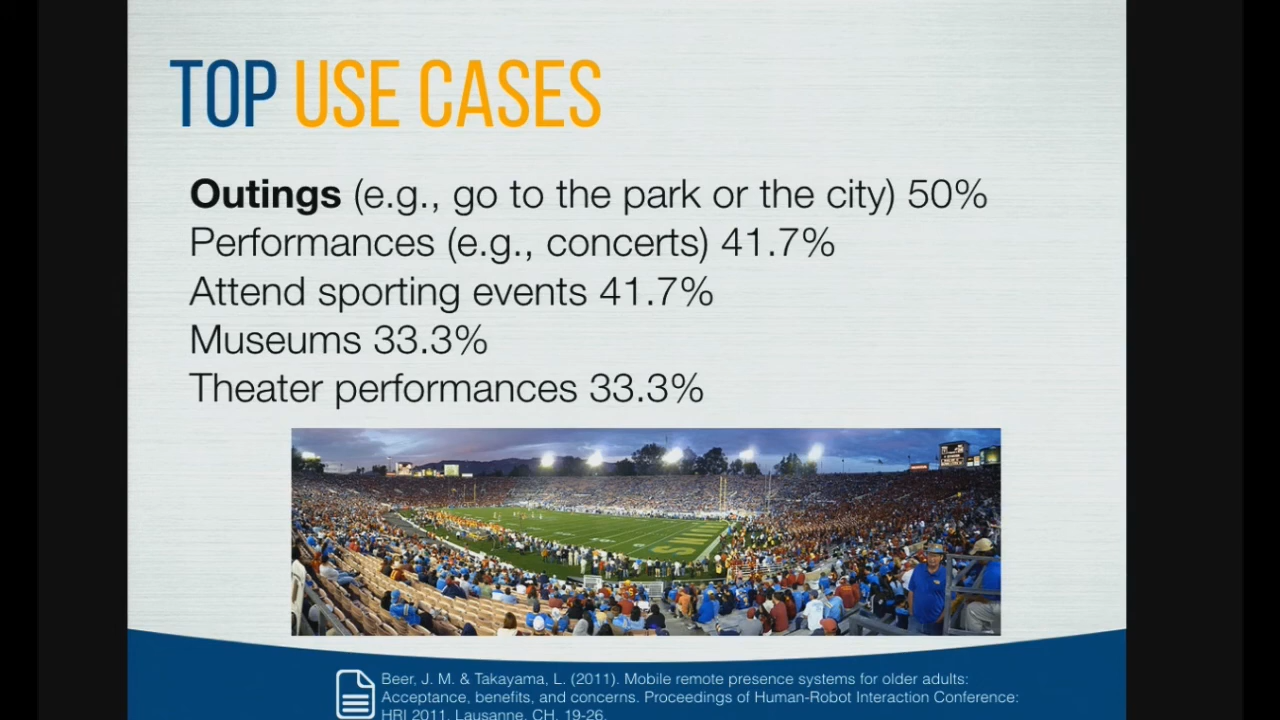 TOP USE CASES
Outings (e.g., go to the park or the city) 50%
Performances (e.g., concerts) 41.7%
Attend sporting events 41.7%
Museums 33.3%
Theater performances 33.3%
Beer, J. M. & Takayama, L. (2011). Mobile remote presence systems for older adults:
Acceptance, benefits, and concerns. Proceedings of Human-Robot Interaction Conference:
HRI 2011, Lausanne, CH, 19-26.